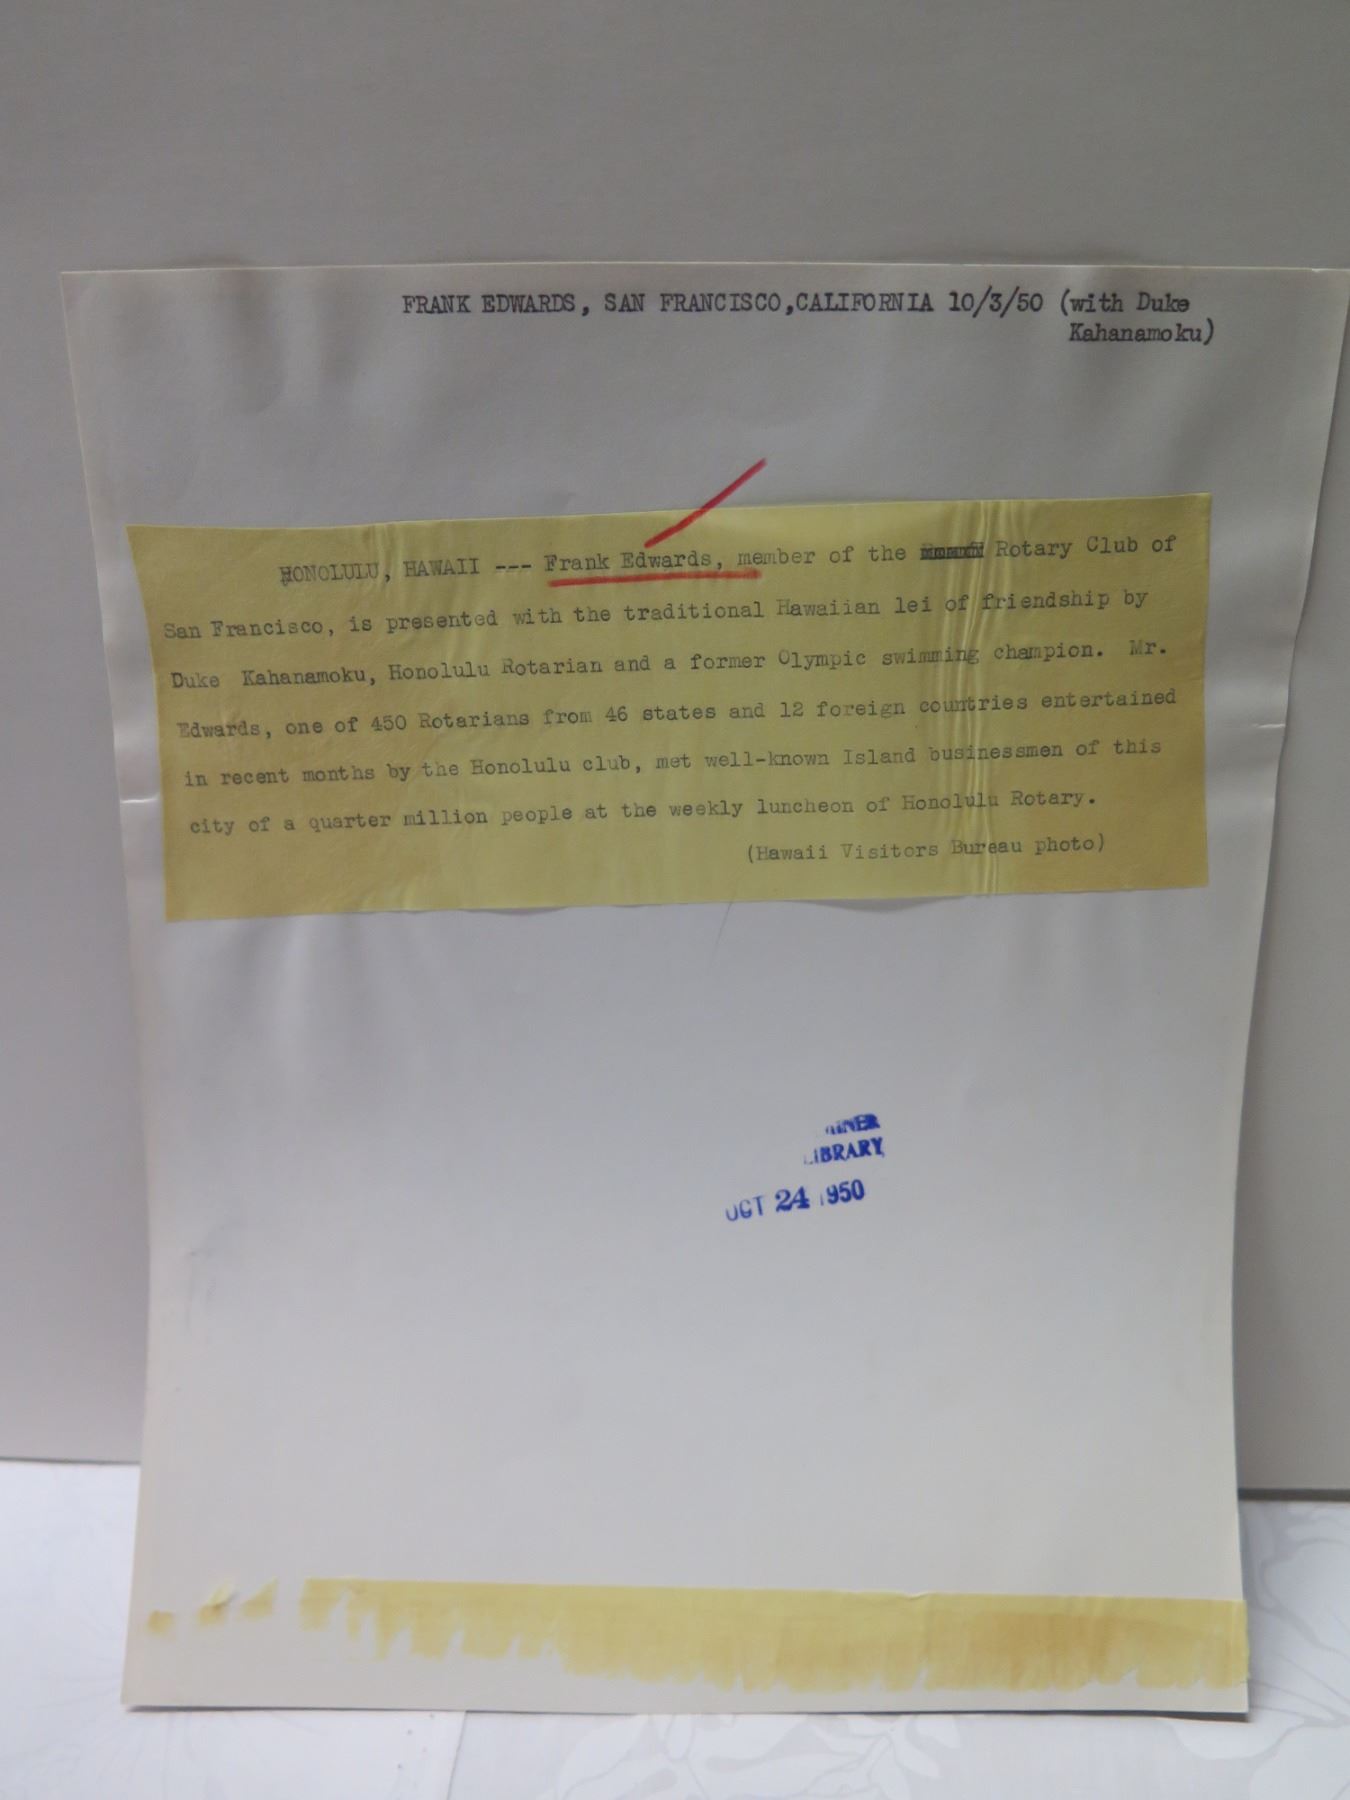 FRANK EDWARDS, SAN FRANCISCO,CALIFORNIA 10/3/50 (with Duke
Kahanamoku)
HONOLULU, HAWAII --- Frank Edwards, member of the Rotary Club of
San Francisco, is presented with the traditional Hawaiian lei of friendship by
Duke Kahanamoku, Honolulu Rotarian and a former Olympic swimming champion. Mr.
Edwards, one of 450 Rotarians from 46 states and 12 foreign countries entertained
in recent months by the Honolulu club, met well-known Island businessmen of this
city of a quarter million people at the weekly luncheon of Honolulu Rotary.
(Hawaii Visitors Bureau photo)
LIBRARY
OCT 24 1950